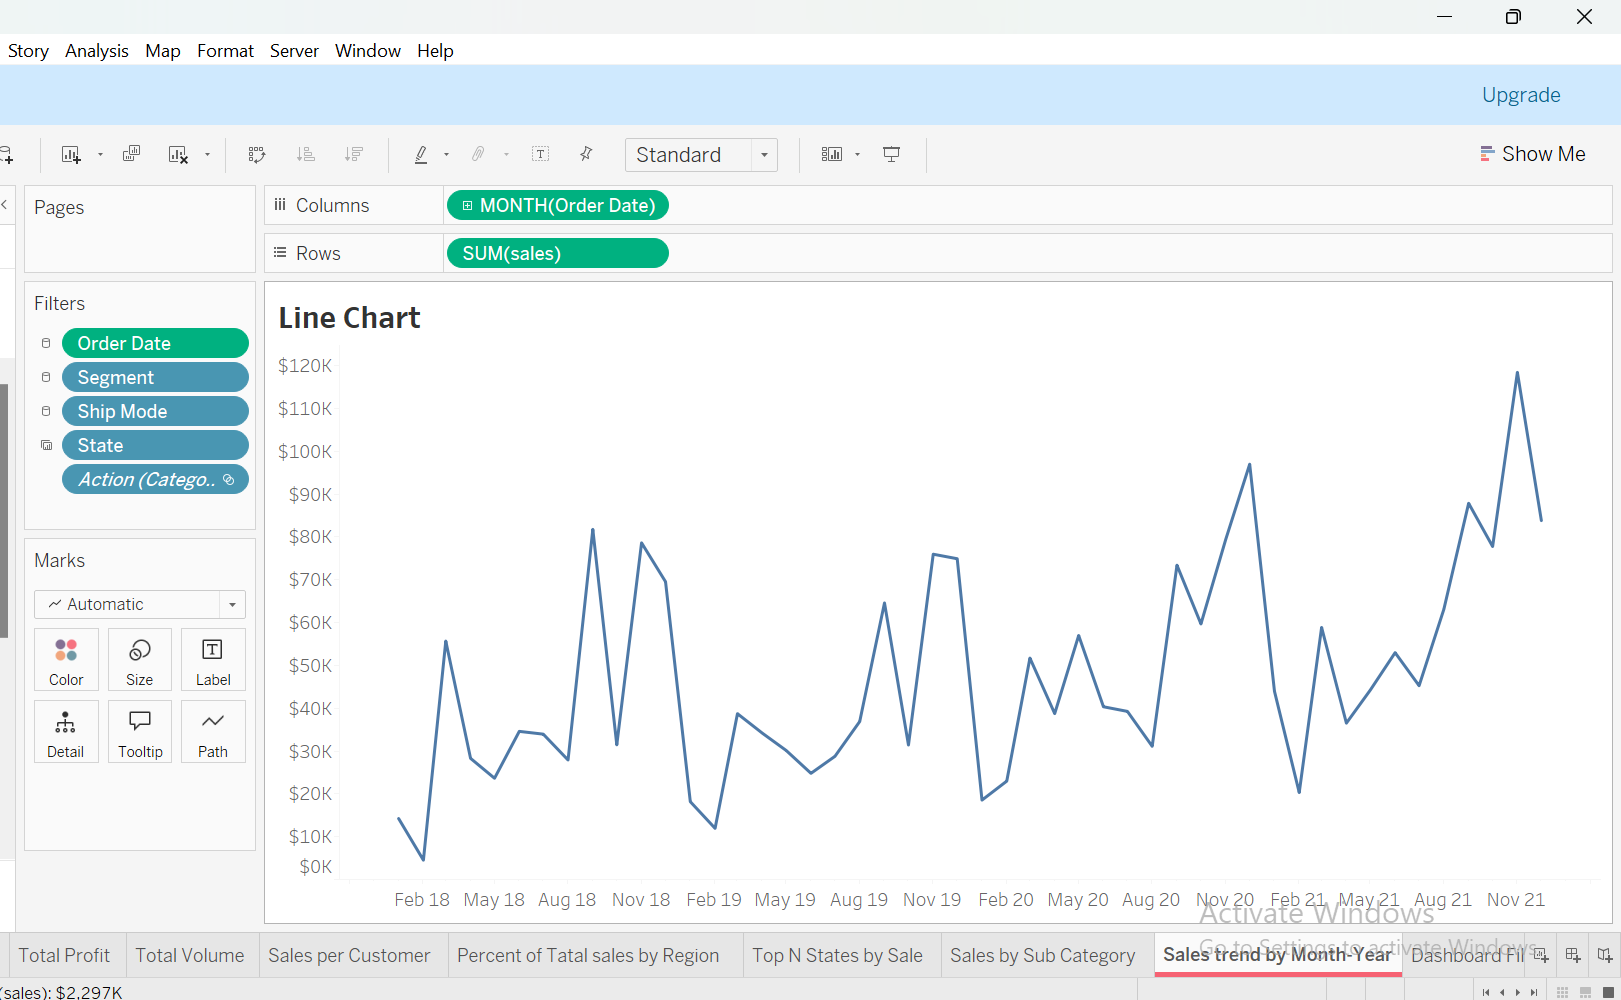 Story Analysis Map Format Server Window Help
Upgrade
Standard
Show Me
Pages
Columns MONTH(Order Date)
Rows SUM(sales)
Filters
Order Date
Segment
Ship Mode
State
Action (Catego..
Marks
Automatic
Color Size Label
Detail Tooltip Path
Line Chart
$120K
$110K
$100K
$90K
$80K
$70K
$60K
$50K
$40K
$30K
$20K
$10K
$0K
Feb 18 May 18 Aug 18 Nov 18 Feb 19 May 19 Aug 19 Nov 19 Feb 20 May 20 Aug 20 Nov 20 Feb 21 May 21 Aug 21 Nov 21
Activate Windows
Go to Settings to activate Windows.
Total Profit Total Volume Sales per Customer Percent of Tatal sales by Region Top N States by Sale Sales by Sub Category Sales trend by Month-Year Dashboard Fil
(sales): $2,297K